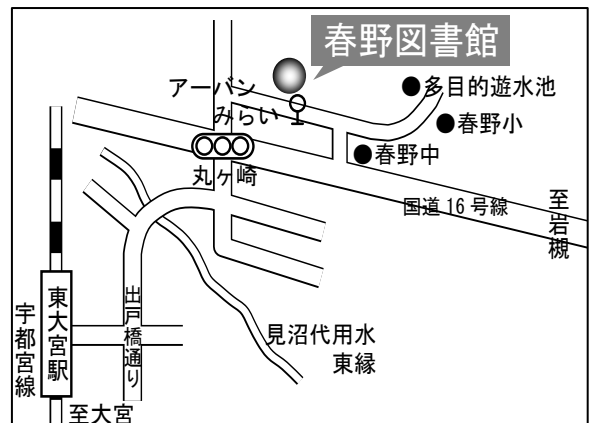 春野図書館
アーバン
みらい
多目的遊水池
春野小
春野中
丸ヶ崎
国道16号線
至岩槻
宇都宮線
東大宮駅
出戸橋通り
見沼代用水
東縁
至大宮